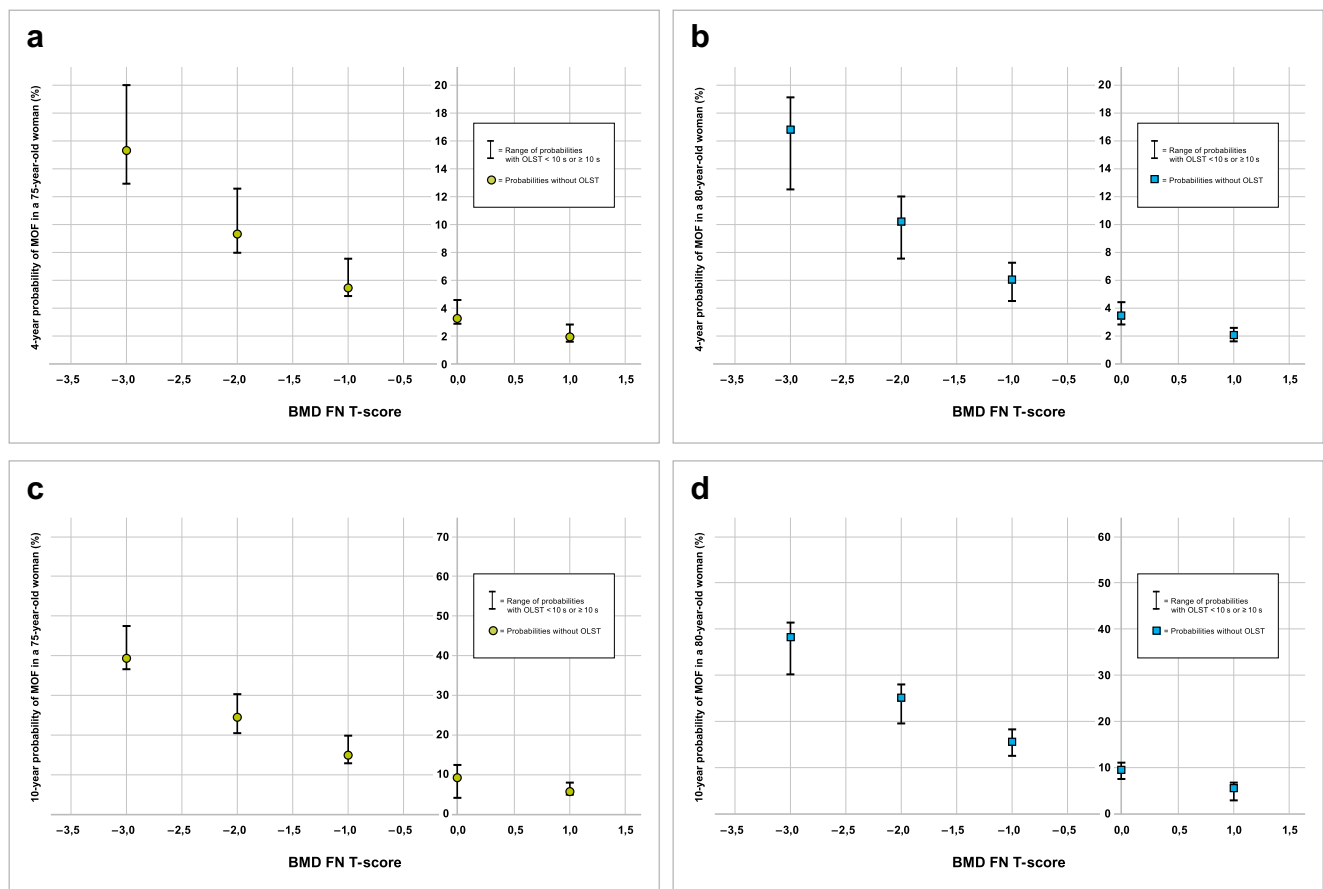 a
4-year probability of MOF in a 75-year-old woman (%)
20
18
16
14
12
10
8
6
4
2
0
= Range of probabilities
with OLST < 10 s or ≥ 10 s
= Probabilities without OLST
–3,5 –3,0 –2,5 –2,0 –1,5 –1,0 –0,5 0,0 0,5 1,0 1,5
BMD FN T-score
b
4-year probability of MOF in a 80-year-old woman (%)
20
18
16
14
12
10
8
6
4
2
0
= Range of probabilities
with OLST < 10 s or ≥ 10 s
= Probabilities without OLST
–3,5 –3,0 –2,5 –2,0 –1,5 –1,0 –0,5 0,0 0,5 1,0 1,5
BMD FN T-score
c
10-year probability of MOF in a 75-year-old woman (%)
70
60
50
40
30
20
10
0
= Range of probabilities
with OLST < 10 s or ≥ 10 s
= Probabilities without OLST
–3,5 –3,0 –2,5 –2,0 –1,5 –1,0 –0,5 0,0 0,5 1,0 1,5
BMD FN T-score
d
10-year probability of MOF in a 80-year-old woman (%)
60
50
40
30
20
10
0
= Range of probabilities
with OLST < 10 s or ≥ 10 s
= Probabilities without OLST
–3,5 –3,0 –2,5 –2,0 –1,5 –1,0 –0,5 0,0 0,5 1,0 1,5
BMD FN T-score